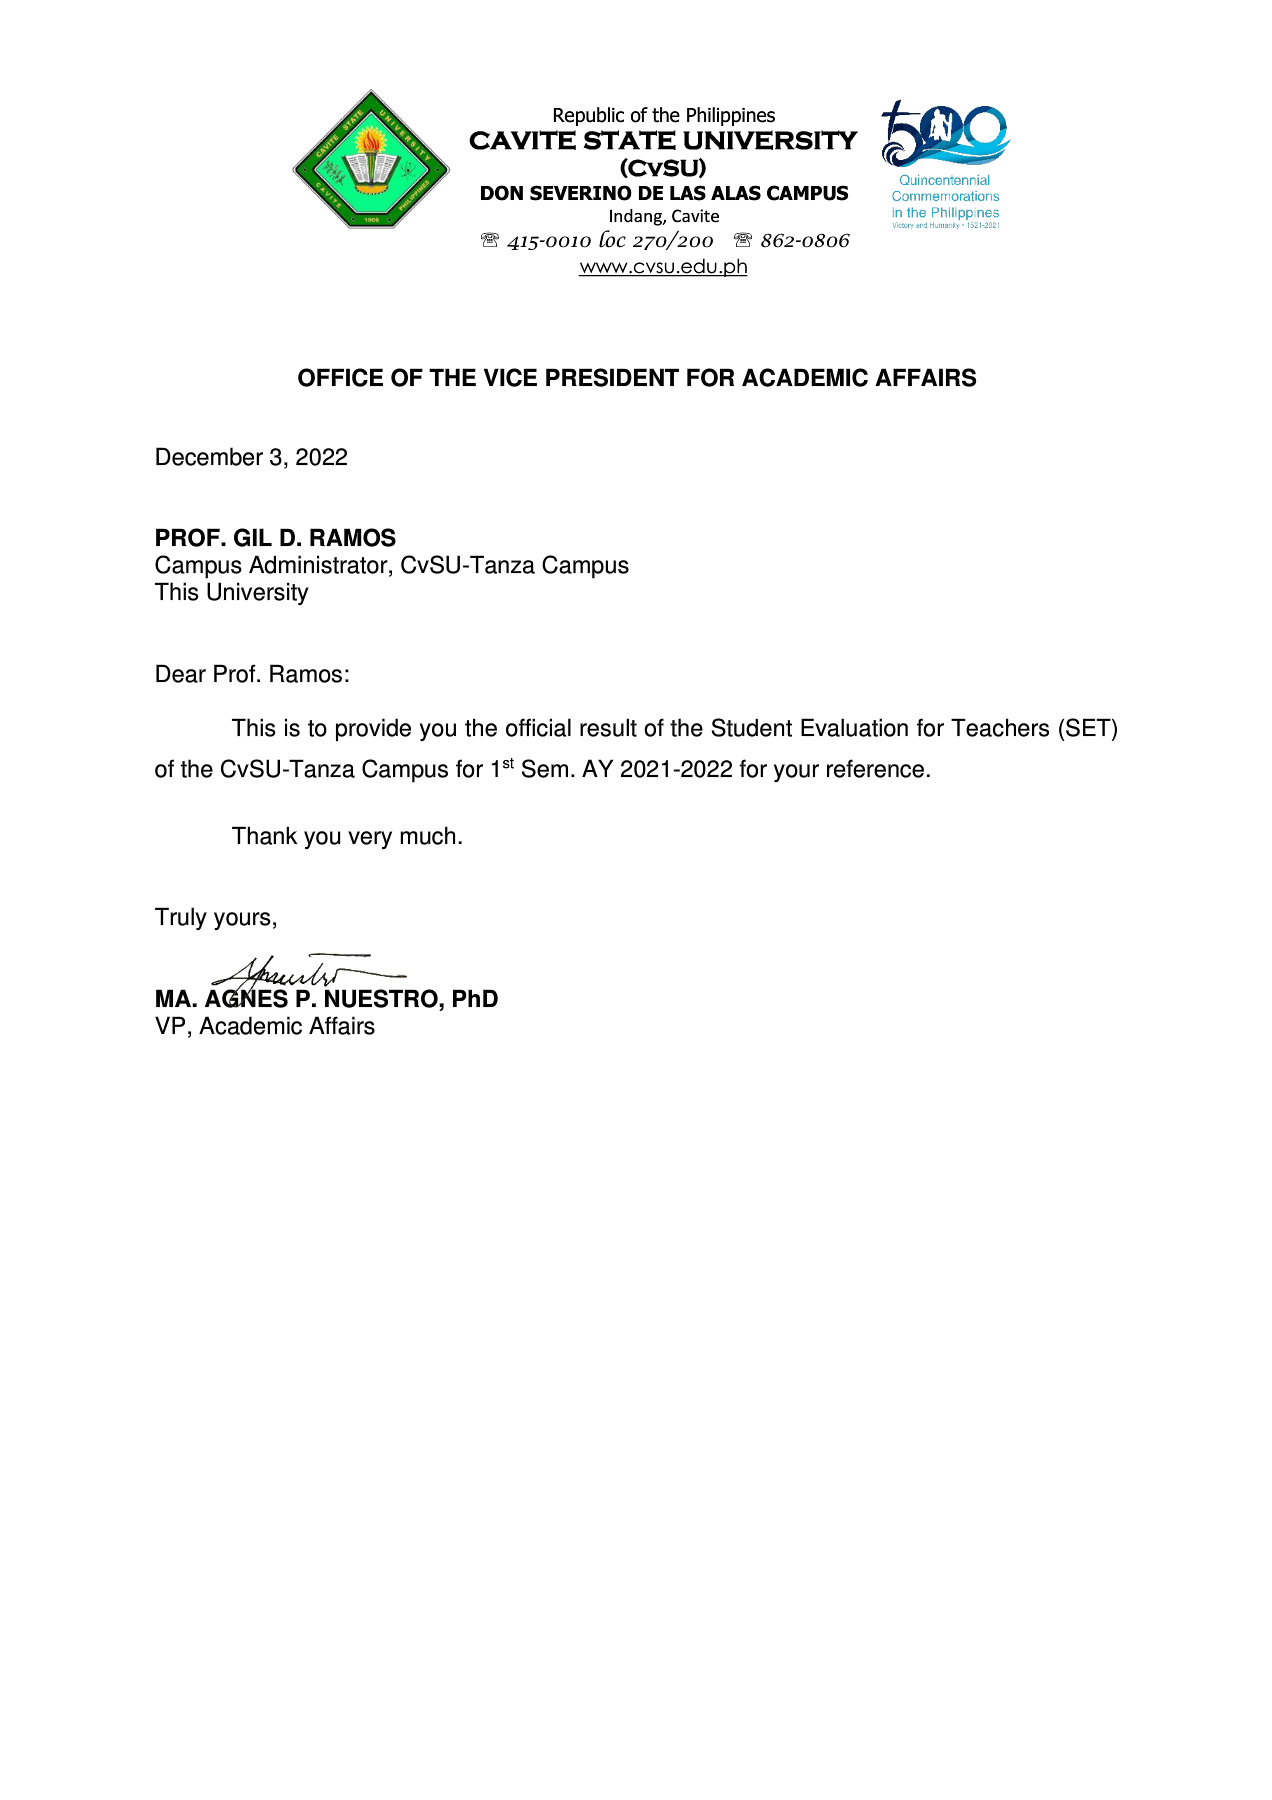 Republic of the Philippines
CAVITE STATE UNIVERSITY
(CvSU)
DON SEVERINO DE LAS ALAS CAMPUS
Indang, Cavite
☏ 415-0010 loc 270/200 ☏ 862-0806
www.cvsu.edu.ph
CAVITE STATE UNIVERSITY
CAVITE PHILIPPINES
1906
500
Quincentennial
Commemorations
in the Philippines
Victory and Humanity • 1521-2021
OFFICE OF THE VICE PRESIDENT FOR ACADEMIC AFFAIRS
December 3, 2022
PROF. GIL D. RAMOS
Campus Administrator, CvSU-Tanza Campus
This University
Dear Prof. Ramos:
This is to provide you the official result of the Student Evaluation for Teachers (SET)
of the CvSU-Tanza Campus for 1st Sem. AY 2021-2022 for your reference.
Thank you very much.
Truly yours,
MA. AGNES P. NUESTRO, PhD
VP, Academic Affairs